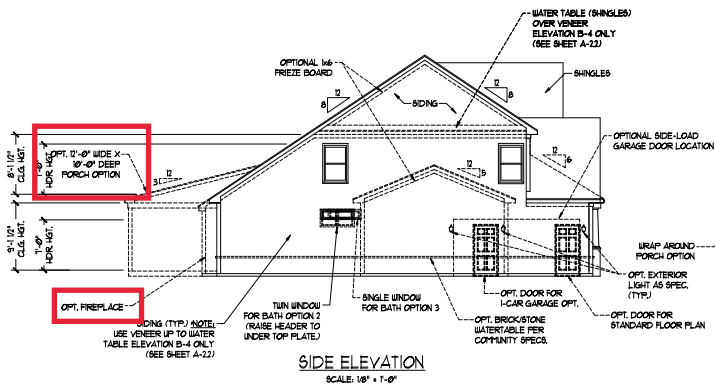 WATER TABLE (SHINGLES)
OVER VENEER
ELEVATION B-4 ONLY
(SEE SHEET A-2.2)
OPTIONAL 1x6
FRIEZE BOARD
12
8
12
8
SHINGLES
SIDING
OPTIONAL SIDE-LOAD
GARAGE DOOR LOCATION
8'-1 1/2"
CLG. HGT.
HDR. HGT.
OPT. 12'-0" WIDE X
10'-0" DEEP
PORCH OPTION
12
3
12
5
12
6
9'-1 1/2"
CLG. HGT.
7'-0"
HDR. HGT.
WRAP AROUND
PORCH OPTION
OPT. EXTERIOR
LIGHT AS SPEC.
(TYP.)
OPT. FIREPLACE
TWIN WINDOW
FOR BATH OPTION 2
(RAISE HEADER TO
UNDER TOP PLATE.)
SINGLE WINDOW
FOR BATH OPTION 3
OPT. DOOR FOR
1-CAR GARAGE OPT.
OPT. DOOR FOR
STANDARD FLOOR PLAN
OPT. BRICK/STONE
WATERTABLE PER
COMMUNITY SPECS.
SIDING (TYP.) NOTE:
USE VENEER UP TO WATER
TABLE ELEVATION B-4 ONLY
(SEE SHEET A-2.2)
SIDE ELEVATION
SCALE: 1/8" = 1'-0"